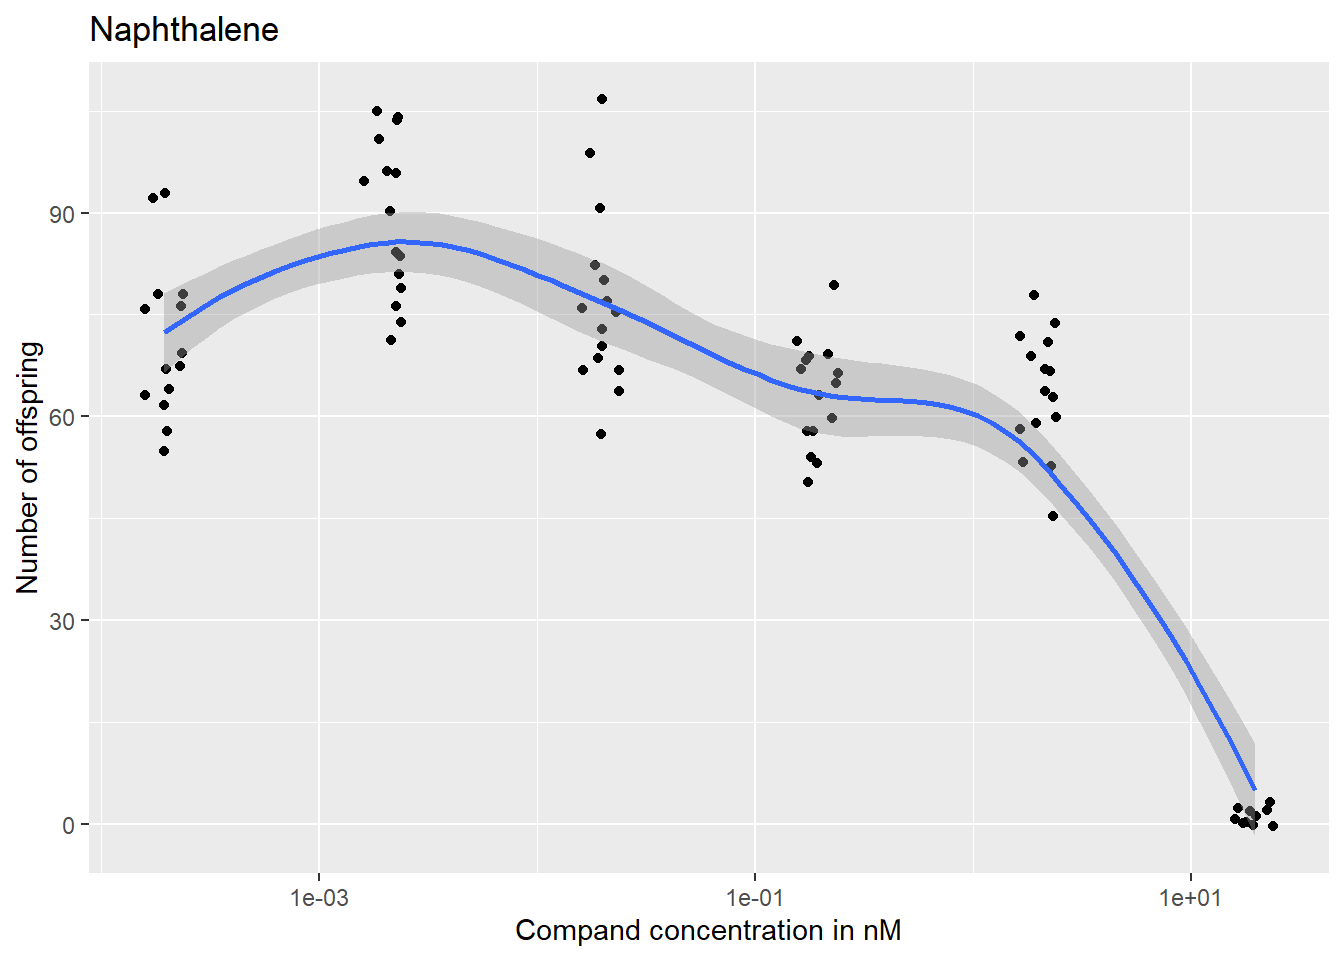 Naphthalene
Number of offspring
90
60
30
0
1e-03
1e-01
1e+01
Compand concentration in nM